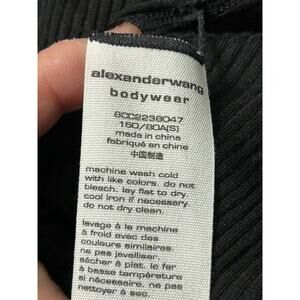 alexanderwang
bodywear
6CC2239047
160/80A(S)
made in china
fabriqué en chine
中国制造
machine wash cold
with like colors. do not
bleach. lay flat to dry.
cool iron if necessary.
do not dry clean.
lavage à la machine
à froid avec des
couleurs similaires.
ne pas javelliser.
sécher à plat. le fer
à basse température
si nécessaire. ne pas
nettoyer à sec.